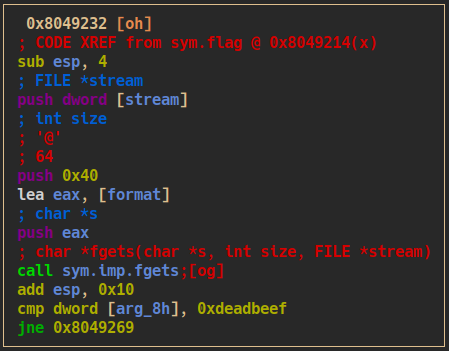 0x8049232 [oh]
; CODE XREF from sym.flag @ 0x8049214(x)
sub esp, 4
; FILE *stream
push dword [stream]
; int size
; '@'
; 64
push 0x40
lea eax, [format]
; char *s
push eax
; char *fgets(char *s, int size, FILE *stream)
call sym.imp.fgets;[og]
add esp, 0x10
cmp dword [arg_8h], 0xdeadbeef
jne 0x8049269